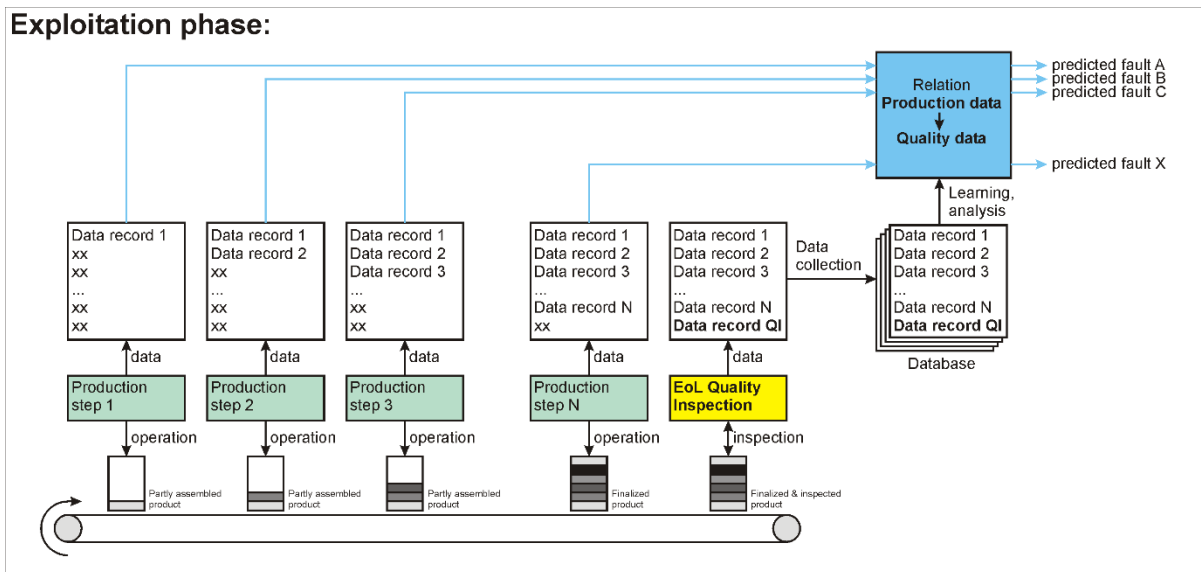 Exploitation phase:
predicted fault A
predicted fault B
predicted fault C
predicted fault X
Relation
Production data
Quality data
Learning,
analysis
Data record 1
xx
xx
...
xx
xx
Data record 1
Data record 2
xx
...
xx
xx
Data record 1
Data record 2
Data record 3
...
xx
xx
Data record 1
Data record 2
Data record 3
...
Data record N
xx
Data record 1
Data record 2
Data record 3
...
Data record N
Data record QI
Data
collection
Data record 1
Data record 2
Data record 3
...
Data record N
Data record QI
Database
data
data
data
data
data
Production
step 1
Production
step 2
Production
step 3
Production
step N
EoL Quality
Inspection
operation
operation
operation
operation
inspection
Partly assembled
product
Partly assembled
product
Partly assembled
product
Finalized
product
Finalized & inspected
product